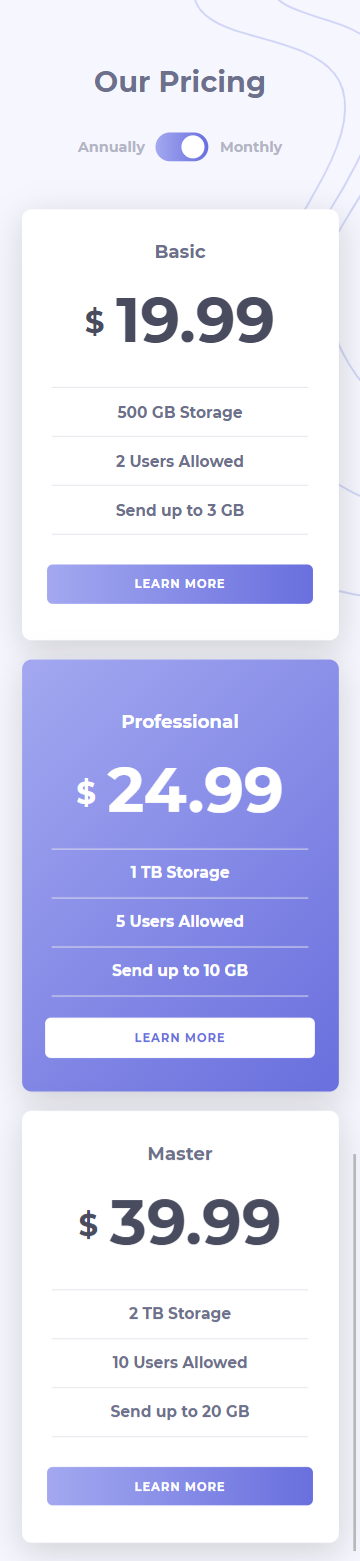 Our Pricing
Annually Monthly
Basic
$ 19.99
500 GB Storage
2 Users Allowed
Send up to 3 GB
LEARN MORE
Professional
$ 24.99
1 TB Storage
5 Users Allowed
Send up to 10 GB
LEARN MORE
Master
$ 39.99
2 TB Storage
10 Users Allowed
Send up to 20 GB
LEARN MORE